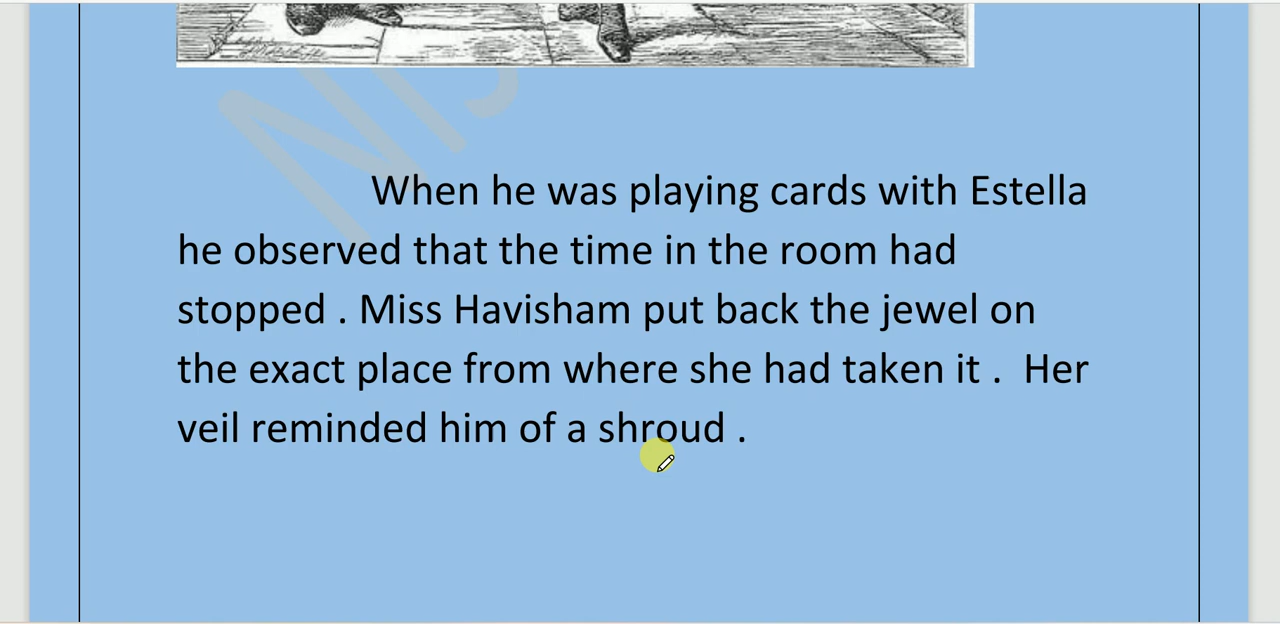 Nis
When he was playing cards with Estella
he observed that the time in the room had
stopped . Miss Havisham put back the jewel on
the exact place from where she had taken it .  Her
veil reminded him of a shroud .